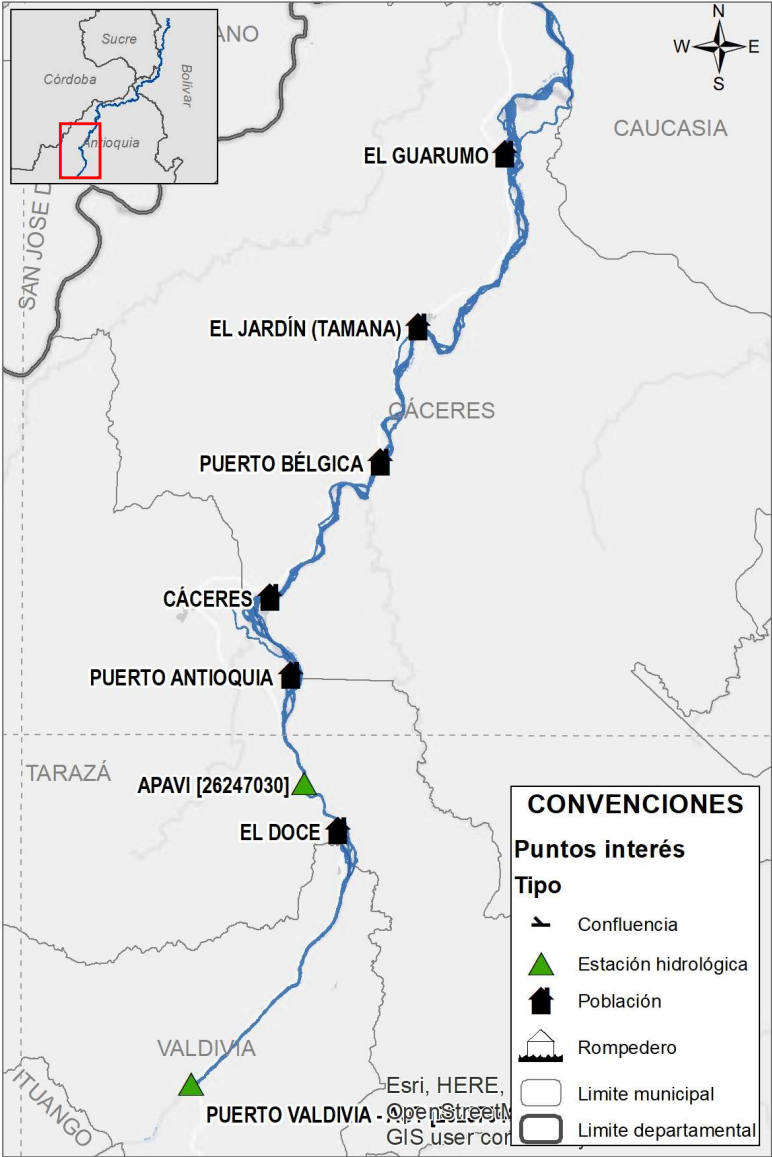 Sucre
Córdoba
Bolívar
Antioquia
ANO
N
W E
S
CAUCASIA
EL GUARUMO
SAN JOSE D
EL JARDÍN (TAMANA)
CÁCERES
PUERTO BÉLGICA
CÁCERES
PUERTO ANTIOQUIA
TARAZÁ
APAVI [26247030]
EL DOCE
VALDIVIA
ITUANGO
PUERTO VALDIVIA -
Esri, HERE,
OpenStreetM
GIS user con
CONVENCIONES
Puntos interés
Tipo
Confluencia
Estación hidrológica
Población
Rompedero
Limite municipal
Limite departamental